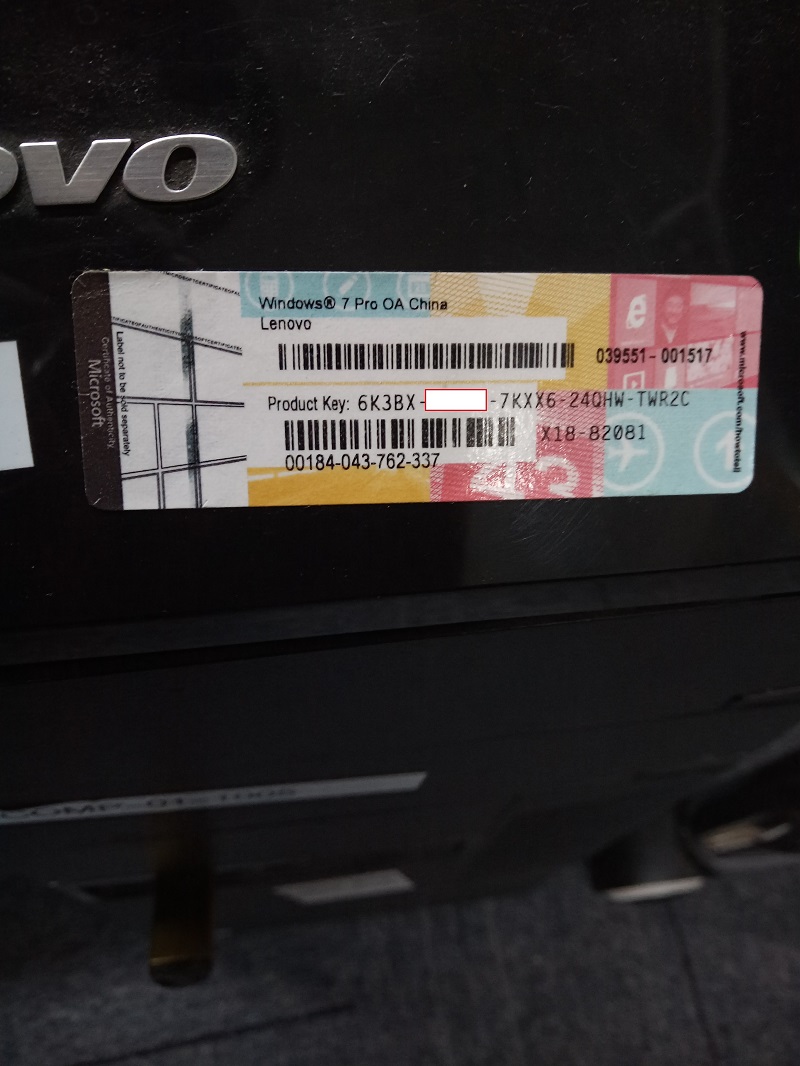 OVO
Windows® 7 Pro OA China
Lenovo
039551-001517
Product Key: 6K3BX- -7KXX6-24QHW-TWR2C
X18-82081
00184-043-762-337
Label not to be sold separately
Certificate of Authenticity
Microsoft
www.microsoft.com/howtotell